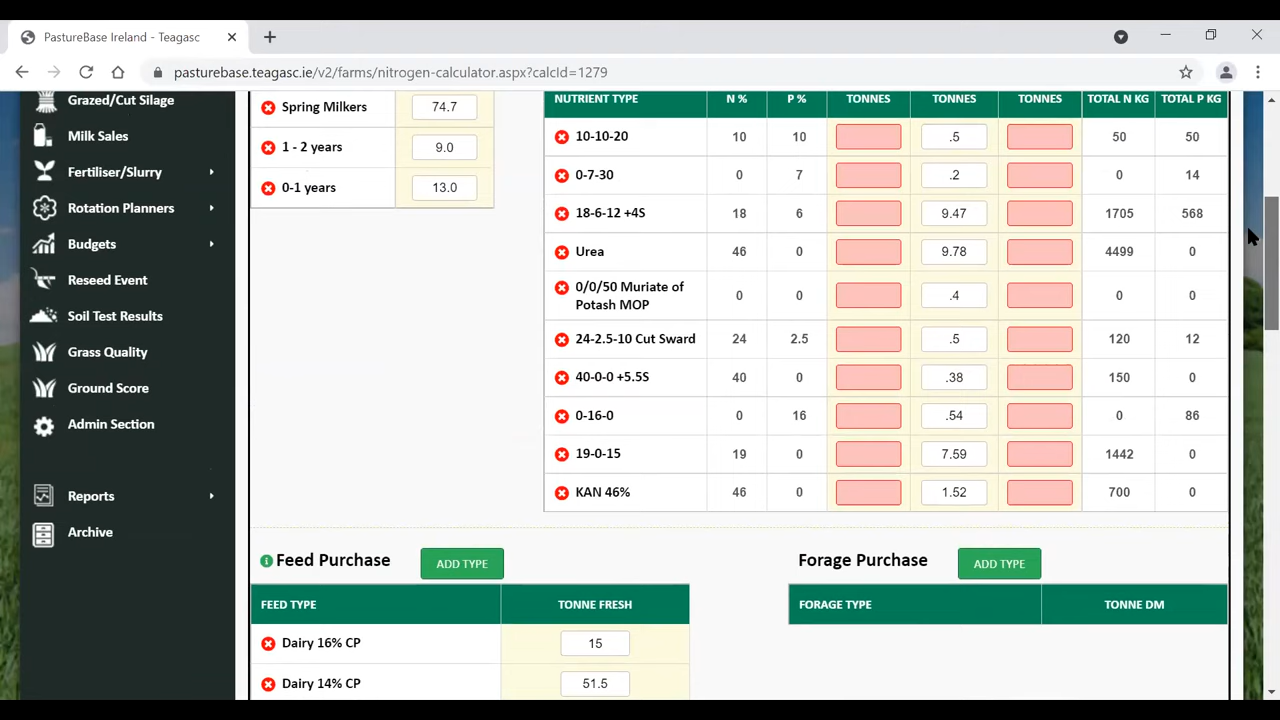 PastureBase Ireland - Teagasc
pasturebase.teagasc.ie/v2/farms/nitrogen-calculator.aspx?calcId=1279
Grazed/Cut Silage
Milk Sales
Fertiliser/Slurry
Rotation Planners
Budgets
Reseed Event
Soil Test Results
Grass Quality
Ground Score
Admin Section
Reports
Archive
Spring Milkers 74.7
1 - 2 years 9.0
0-1 years 13.0
NUTRIENT TYPE N % P % TONNES TONNES TONNES TOTAL N KG TOTAL P KG
10-10-20 10 10 .5 50 50
0-7-30 0 7 .2 0 14
18-6-12 +4S 18 6 9.47 1705 568
Urea 46 0 9.78 4499 0
0/0/50 Muriate of
Potash MOP 0 0 .4 0 0
24-2.5-10 Cut Sward 24 2.5 .5 120 12
40-0-0 +5.5S 40 0 .38 150 0
0-16-0 0 16 .54 0 86
19-0-15 19 0 7.59 1442 0
KAN 46% 46 0 1.52 700 0
Feed Purchase ADD TYPE
FEED TYPE TONNE FRESH
Dairy 16% CP 15
Dairy 14% CP 51.5
Forage Purchase ADD TYPE
FORAGE TYPE TONNE DM